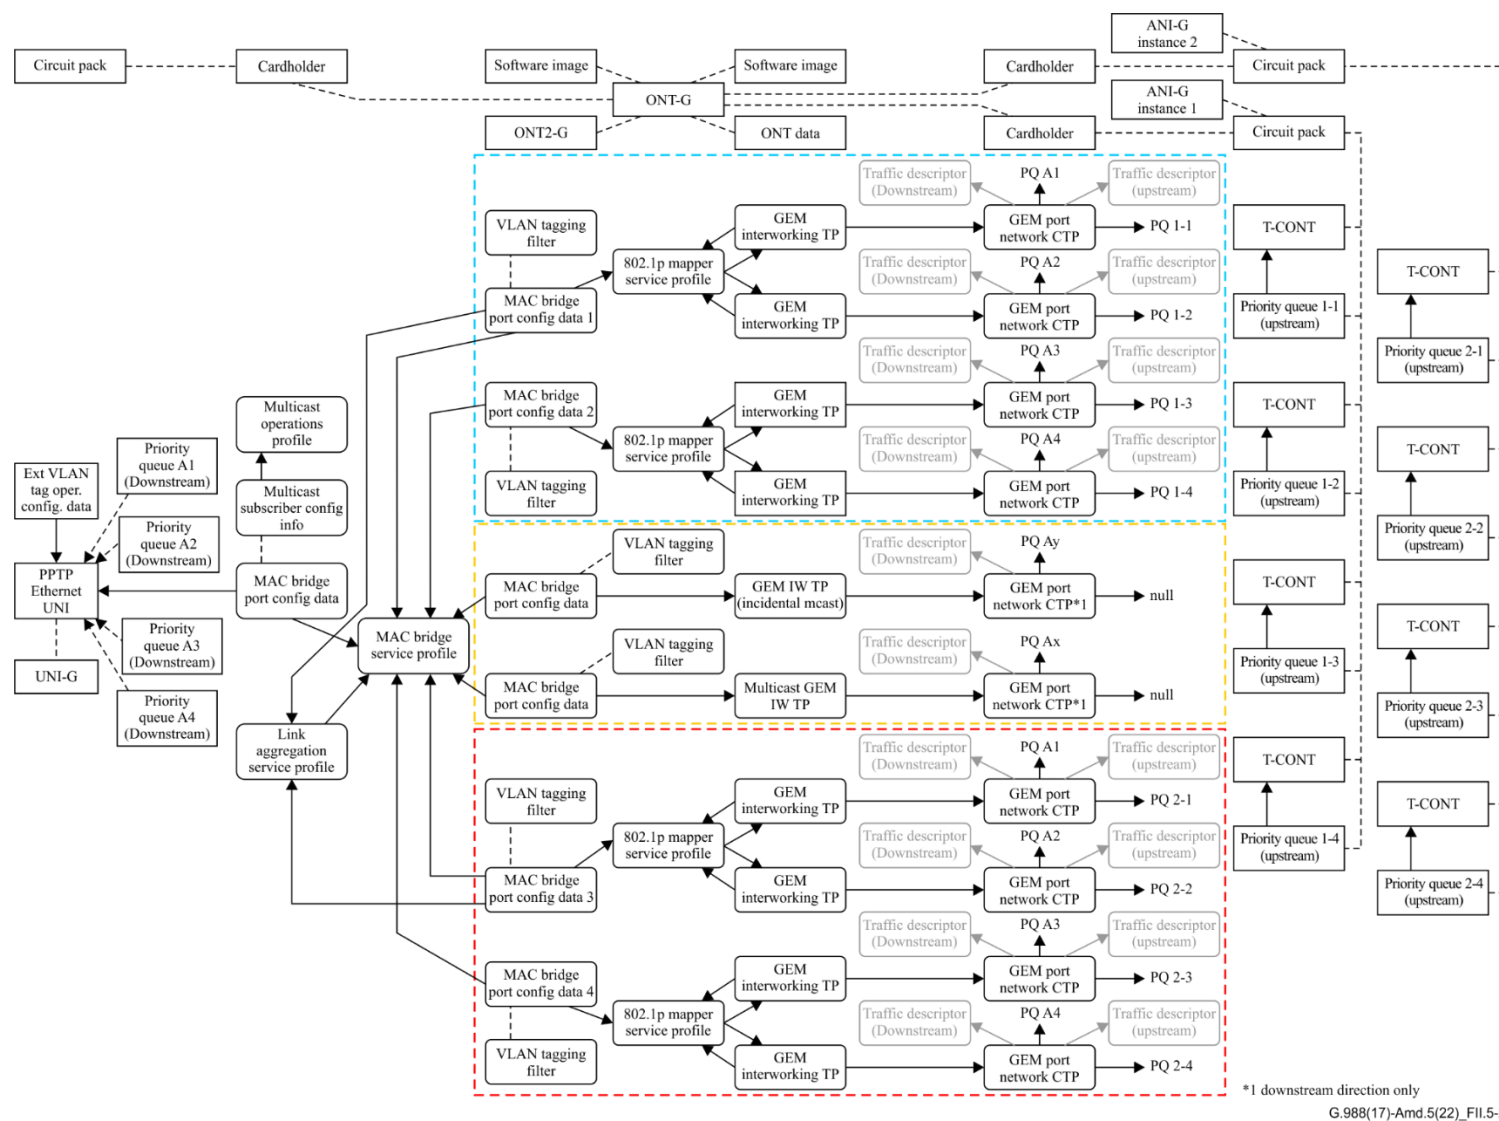 ANI-G
instance 2
Circuit pack
Cardholder
Software image
Software image
Cardholder
Circuit pack
ONT-G
ANI-G
instance 1
ONT2-G
ONT data
Cardholder
Circuit pack
Traffic descriptor
(Downstream)
PQ A1
Traffic descriptor
(upstream)
VLAN tagging
filter
GEM
interworking TP
GEM port
network CTP
PQ 1-1
T-CONT
802.1p mapper
service profile
PQ A2
Traffic descriptor
(Downstream)
Traffic descriptor
(upstream)
T-CONT
MAC bridge
port config data 1
GEM
interworking TP
GEM port
network CTP
PQ 1-2
Priority queue 1-1
(upstream)
Traffic descriptor
(Downstream)
PQ A3
Traffic descriptor
(upstream)
Priority queue 2-1
(upstream)
MAC bridge
port config data 2
GEM
interworking TP
GEM port
network CTP
PQ 1-3
T-CONT
Multicast
operations
profile
802.1p mapper
service profile
Traffic descriptor
(Downstream)
PQ A4
Traffic descriptor
(upstream)
T-CONT
Priority
queue A1
(Downstream)
Ext VLAN
tag oper.
config. data
Multicast
subscriber config
info
VLAN tagging
filter
GEM
interworking TP
GEM port
network CTP
PQ 1-4
Priority queue 1-2
(upstream)
Priority
queue A2
(Downstream)
VLAN tagging
filter
Traffic descriptor
(Downstream)
PQ Ay
Priority queue 2-2
(upstream)
PPTP
Ethernet
UNI
MAC bridge
port config data
MAC bridge
port config data
GEM IW TP
(incidental mcast)
GEM port
network CTP*1
null
T-CONT
Priority
queue A3
(Downstream)
MAC bridge
service profile
VLAN tagging
filter
Traffic descriptor
(Downstream)
PQ Ax
T-CONT
UNI-G
MAC bridge
port config data
Multicast GEM
IW TP
GEM port
network CTP*1
null
Priority queue 1-3
(upstream)
Priority
queue A4
(Downstream)
Priority queue 2-3
(upstream)
Link
aggregation
service profile
Traffic descriptor
(Downstream)
PQ A1
Traffic descriptor
(upstream)
T-CONT
VLAN tagging
filter
GEM
interworking TP
GEM port
network CTP
PQ 2-1
T-CONT
802.1p mapper
service profile
Traffic descriptor
(Downstream)
PQ A2
Traffic descriptor
(upstream)
Priority queue 1-4
(upstream)
MAC bridge
port config data 3
GEM
interworking TP
GEM port
network CTP
PQ 2-2
Priority queue 2-4
(upstream)
Traffic descriptor
(Downstream)
PQ A3
Traffic descriptor
(upstream)
MAC bridge
port config data 4
GEM
interworking TP
GEM port
network CTP
PQ 2-3
802.1p mapper
service profile
Traffic descriptor
(Downstream)
PQ A4
Traffic descriptor
(upstream)
VLAN tagging
filter
GEM
interworking TP
GEM port
network CTP
PQ 2-4
*1 downstream direction only
G.988(17)-Amd.5(22)_FII.5-